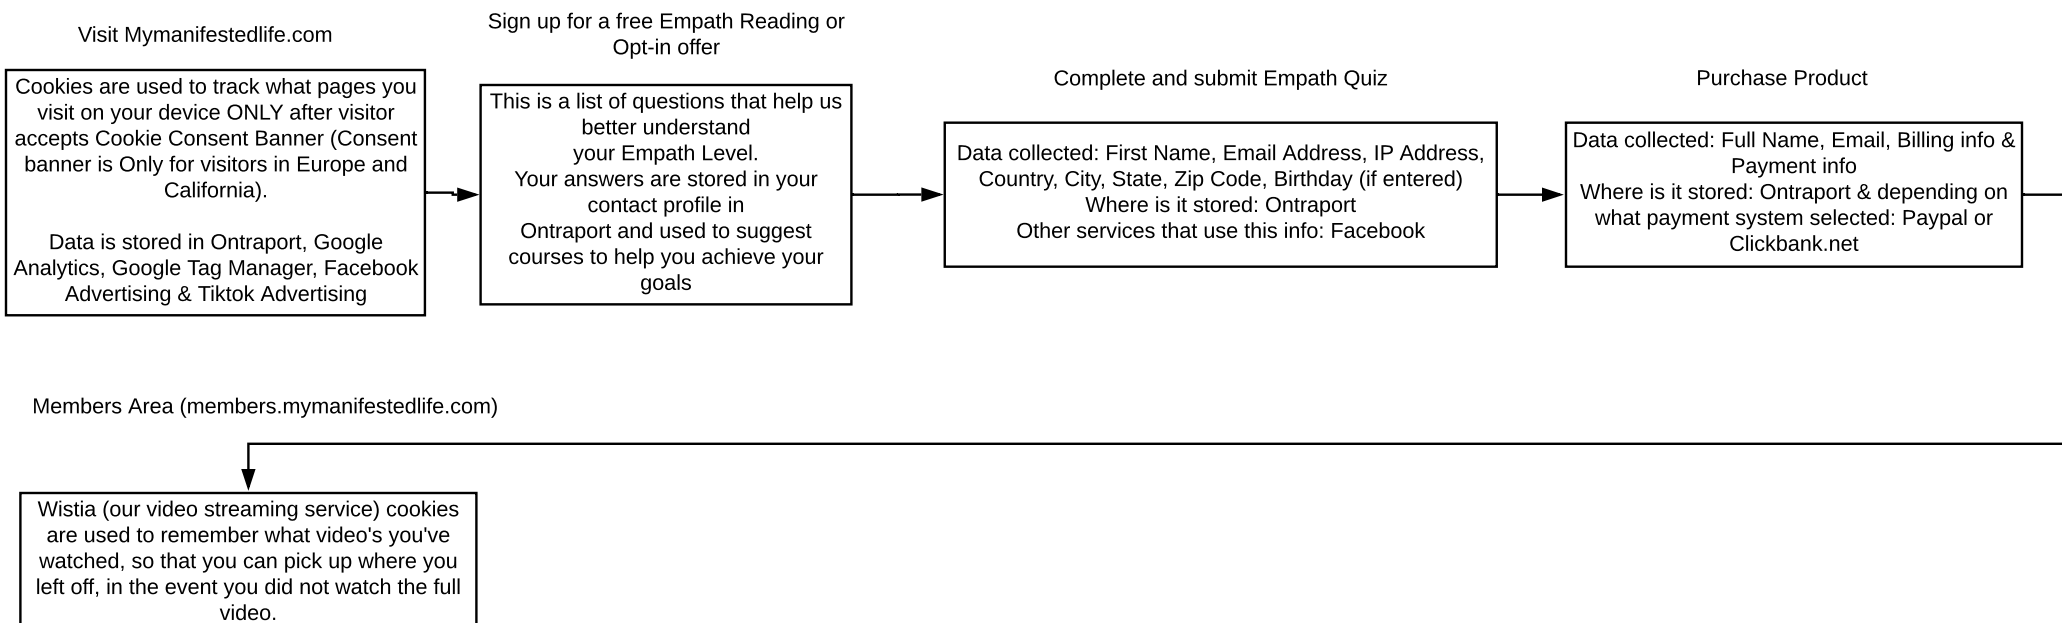 Visit Mymanifestedlife.com
Cookies are used to track what pages you
visit on your device ONLY after visitor
accepts Cookie Consent Banner (Consent
banner is Only for visitors in Europe and
California).
Data is stored in Ontraport, Google
Analytics, Google Tag Manager, Facebook
Advertising & Tiktok Advertising
Sign up for a free Empath Reading or
Opt-in offer
This is a list of questions that help us
better understand
your Empath Level.
Your answers are stored in your
contact profile in
Ontraport and used to suggest
courses to help you achieve your
goals
Complete and submit Empath Quiz
Data collected: First Name, Email Address, IP Address,
Country, City, State, Zip Code, Birthday (if entered)
Where is it stored: Ontraport
Other services that use this info: Facebook
Purchase Product
Data collected: Full Name, Email, Billing info &
Payment info
Where is it stored: Ontraport & depending on
what payment system selected: Paypal or
Clickbank.net
Members Area (members.mymanifestedlife.com)
Wistia (our video streaming service) cookies
are used to remember what video's you've
watched, so that you can pick up where you
left off, in the event you did not watch the full
video.